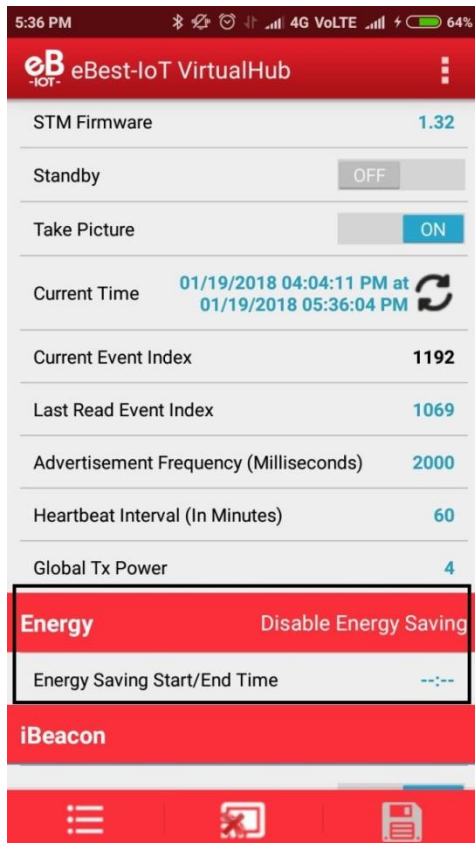 5:36 PM 4G VoLTE 64%
eB -IOT- eBest-IoT VirtualHub
STM Firmware 1.32
Standby OFF
Take Picture ON
Current Time 01/19/2018 04:04:11 PM at
01/19/2018 05:36:04 PM
Current Event Index 1192
Last Read Event Index 1069
Advertisement Frequency (Milliseconds) 2000
Heartbeat Interval (In Minutes) 60
Global Tx Power 4
Energy Disable Energy Saving
Energy Saving Start/End Time --:--
iBeacon